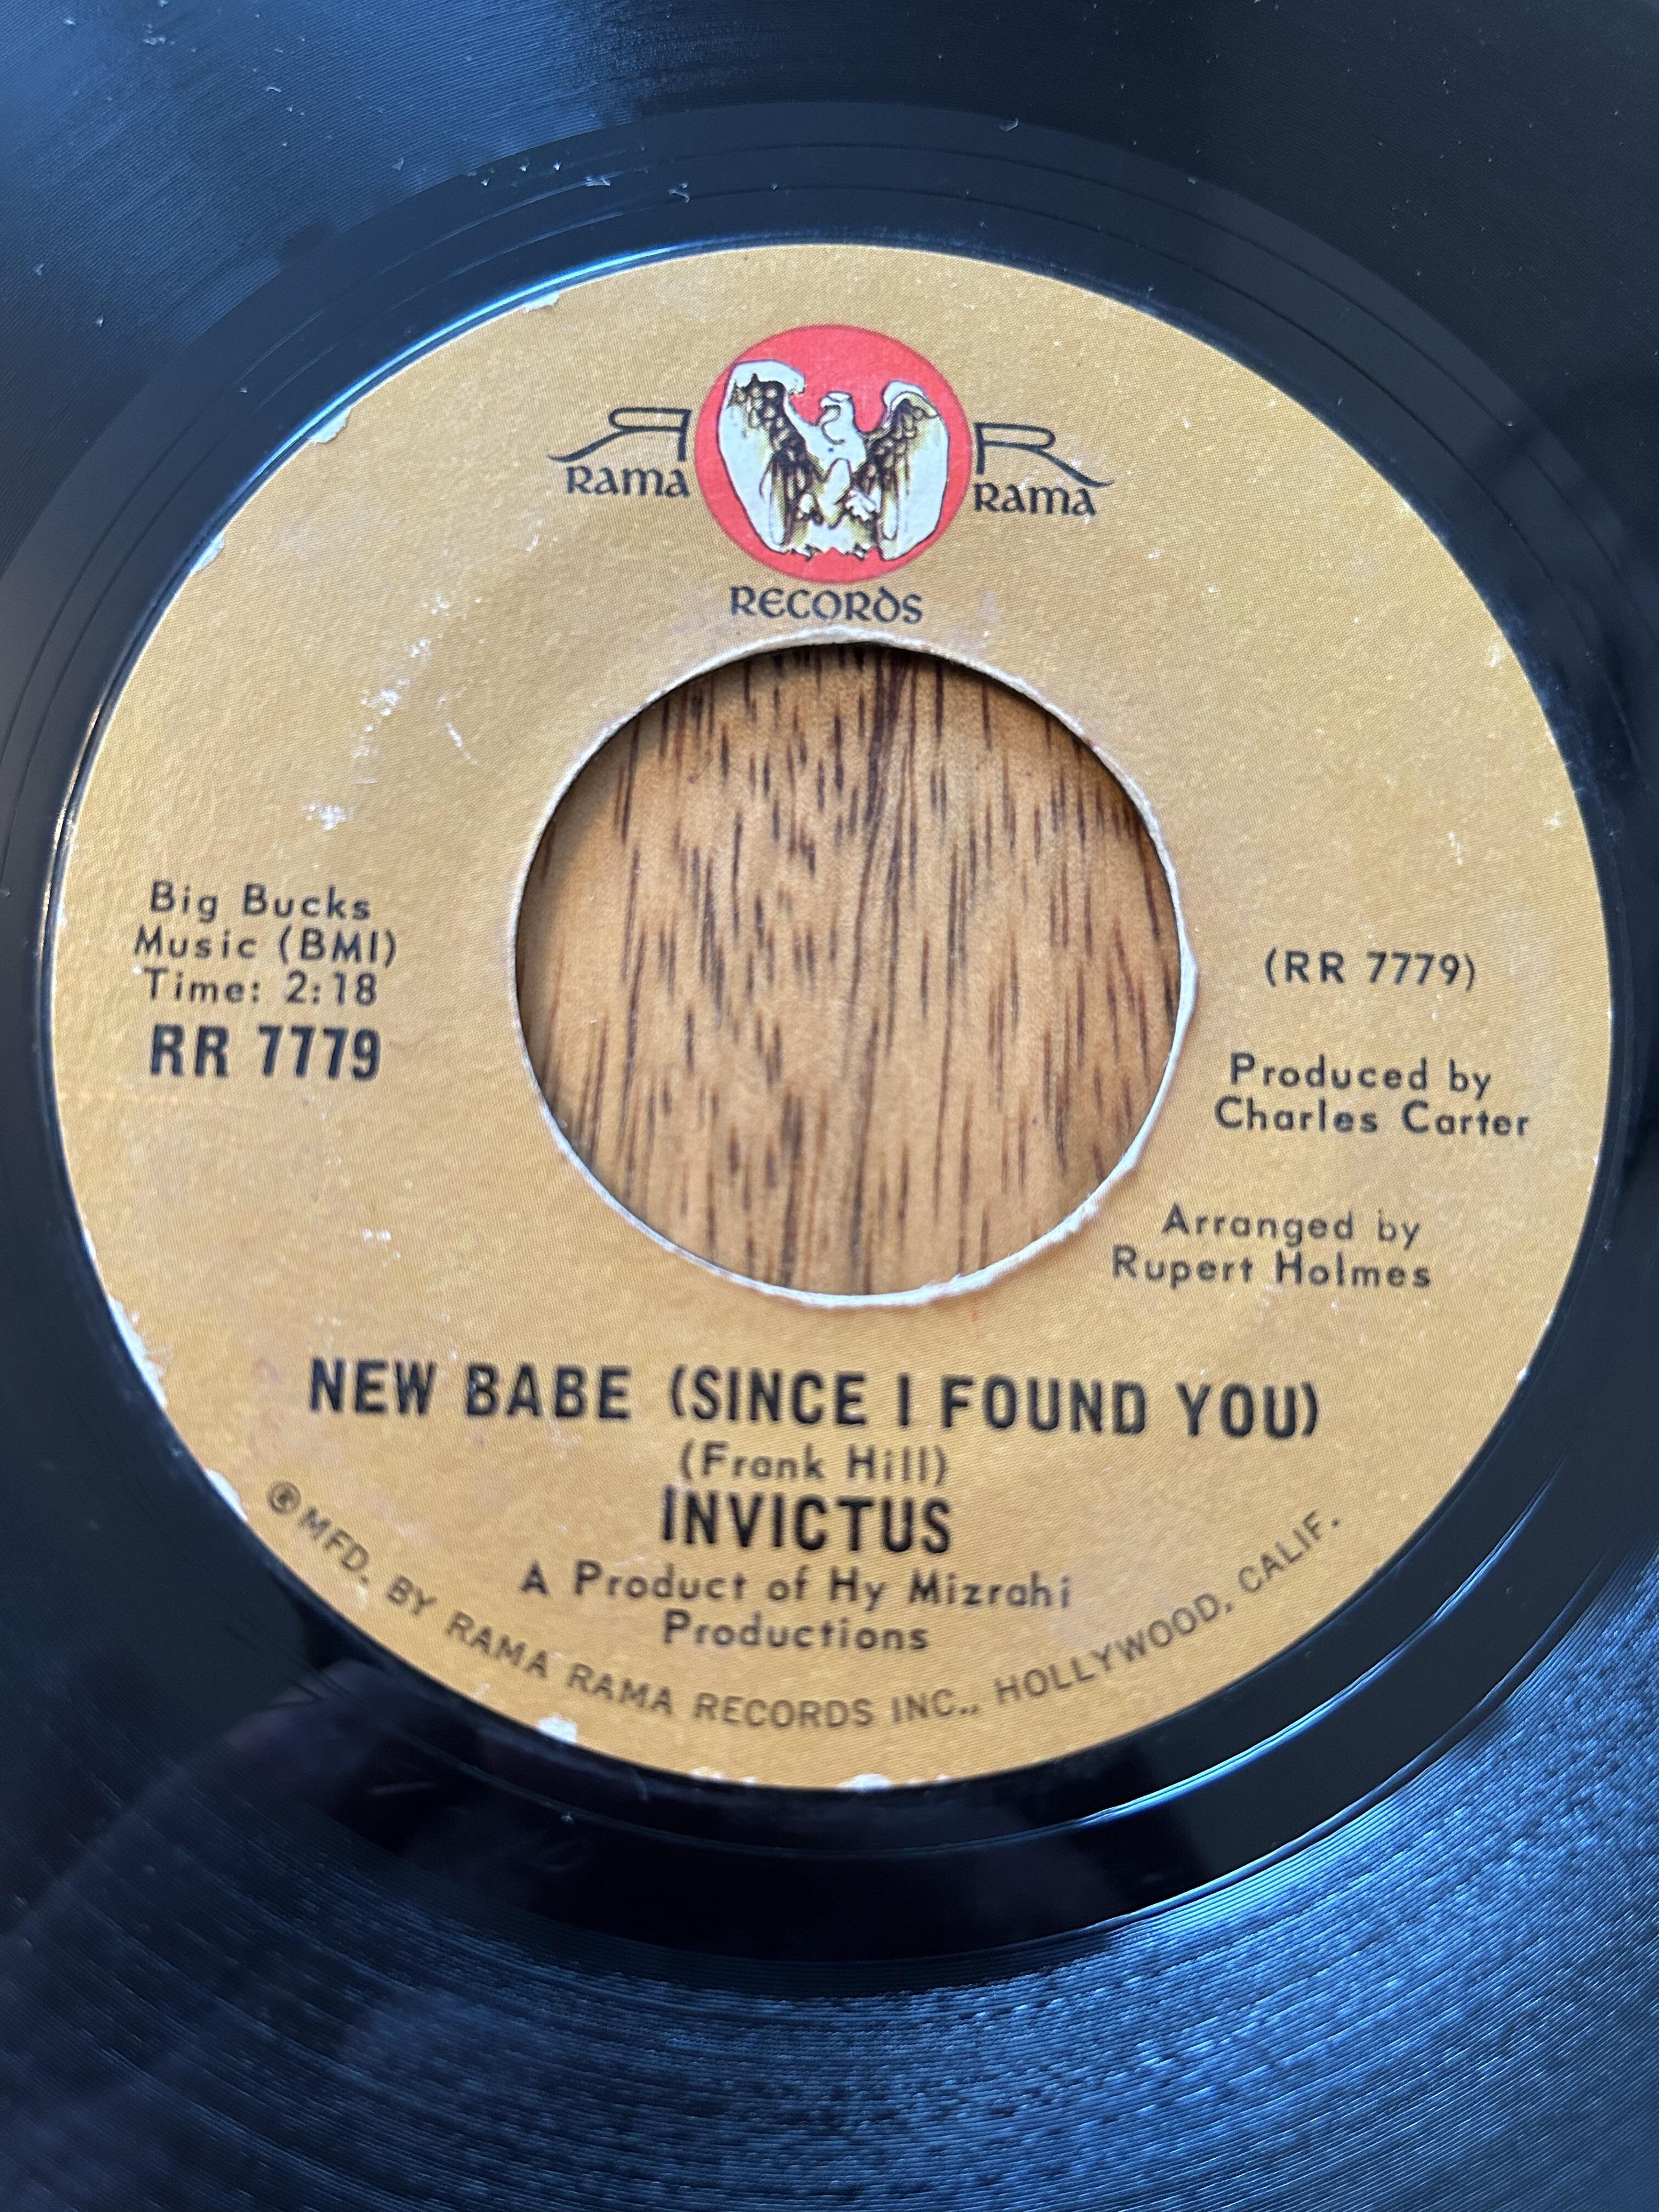 R R
RAMA RAMA
RECORDS
Big Bucks
Music (BMI)
Time: 2:18
RR 7779
(RR 7779)
Produced by
Charles Carter
Arranged by
Rupert Holmes
NEW BABE (SINCE I FOUND YOU)
(Frank Hill)
INVICTUS
A Product of Hy Mizrahi
Productions
℗ MFD. BY RAMA RAMA RECORDS INC., HOLLYWOOD, CALIF.